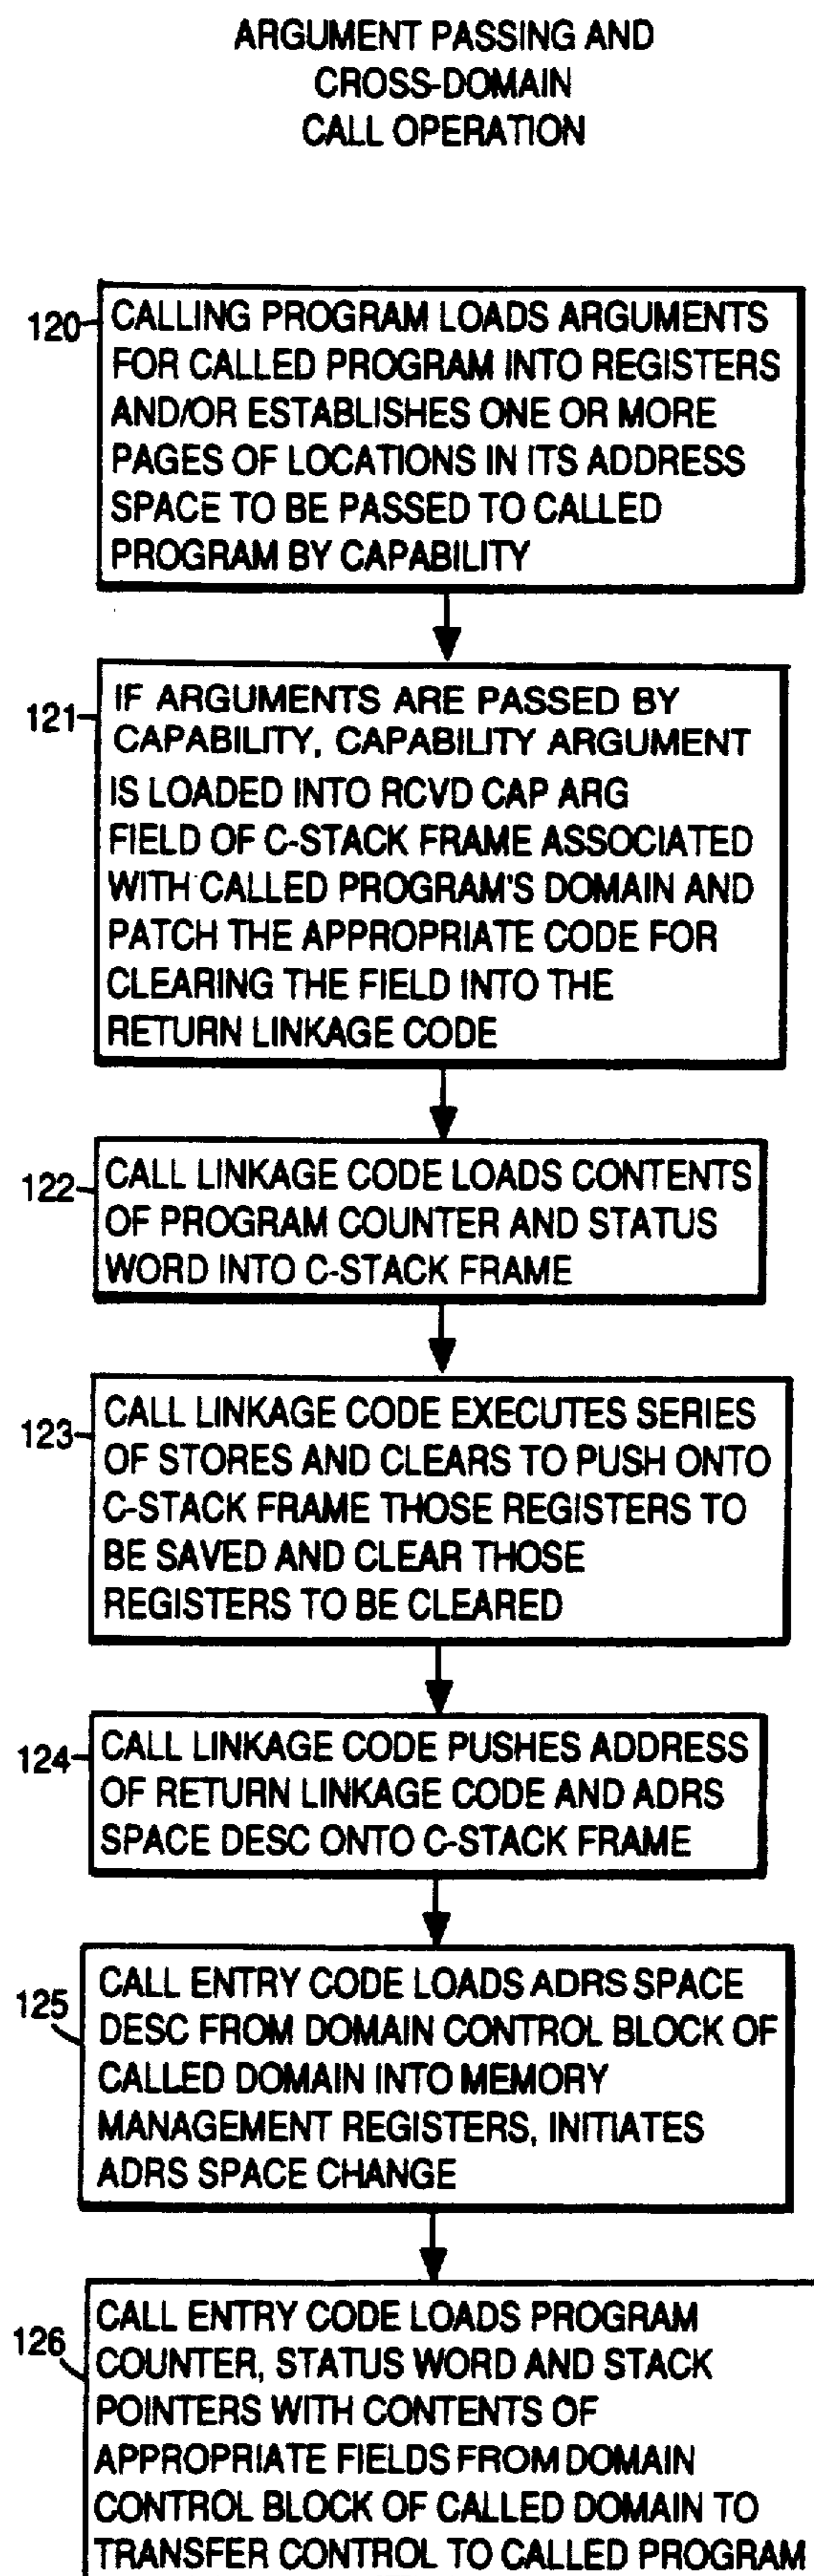 ARGUMENT PASSING AND
CROSS-DOMAIN
CALL OPERATION
120
CALLING PROGRAM LOADS ARGUMENTS
FOR CALLED PROGRAM INTO REGISTERS
AND/OR ESTABLISHES ONE OR MORE
PAGES OF LOCATIONS IN ITS ADDRESS
SPACE TO BE PASSED TO CALLED
PROGRAM BY CAPABILITY
121
IF ARGUMENTS ARE PASSED BY
CAPABILITY, CAPABILITY ARGUMENT
IS LOADED INTO RCVD CAP ARG
FIELD OF C-STACK FRAME ASSOCIATED
WITH CALLED PROGRAM'S DOMAIN AND
PATCH THE APPROPRIATE CODE FOR
CLEARING THE FIELD INTO THE
RETURN LINKAGE CODE
122
CALL LINKAGE CODE LOADS CONTENTS
OF PROGRAM COUNTER AND STATUS
WORD INTO C-STACK FRAME
123
CALL LINKAGE CODE EXECUTES SERIES
OF STORES AND CLEARS TO PUSH ONTO
C-STACK FRAME THOSE REGISTERS TO
BE SAVED AND CLEAR THOSE
REGISTERS TO BE CLEARED
124
CALL LINKAGE CODE PUSHES ADDRESS
OF RETURN LINKAGE CODE AND ADRS
SPACE DESC ONTO C-STACK FRAME
125
CALL ENTRY CODE LOADS ADRS SPACE
DESC FROM DOMAIN CONTROL BLOCK OF
CALLED DOMAIN INTO MEMORY
MANAGEMENT REGISTERS, INITIATES
ADRS SPACE CHANGE
126
CALL ENTRY CODE LOADS PROGRAM
COUNTER, STATUS WORD AND STACK
POINTERS WITH CONTENTS OF
APPROPRIATE FIELDS FROM DOMAIN
CONTROL BLOCK OF CALLED DOMAIN TO
TRANSFER CONTROL TO CALLED PROGRAM